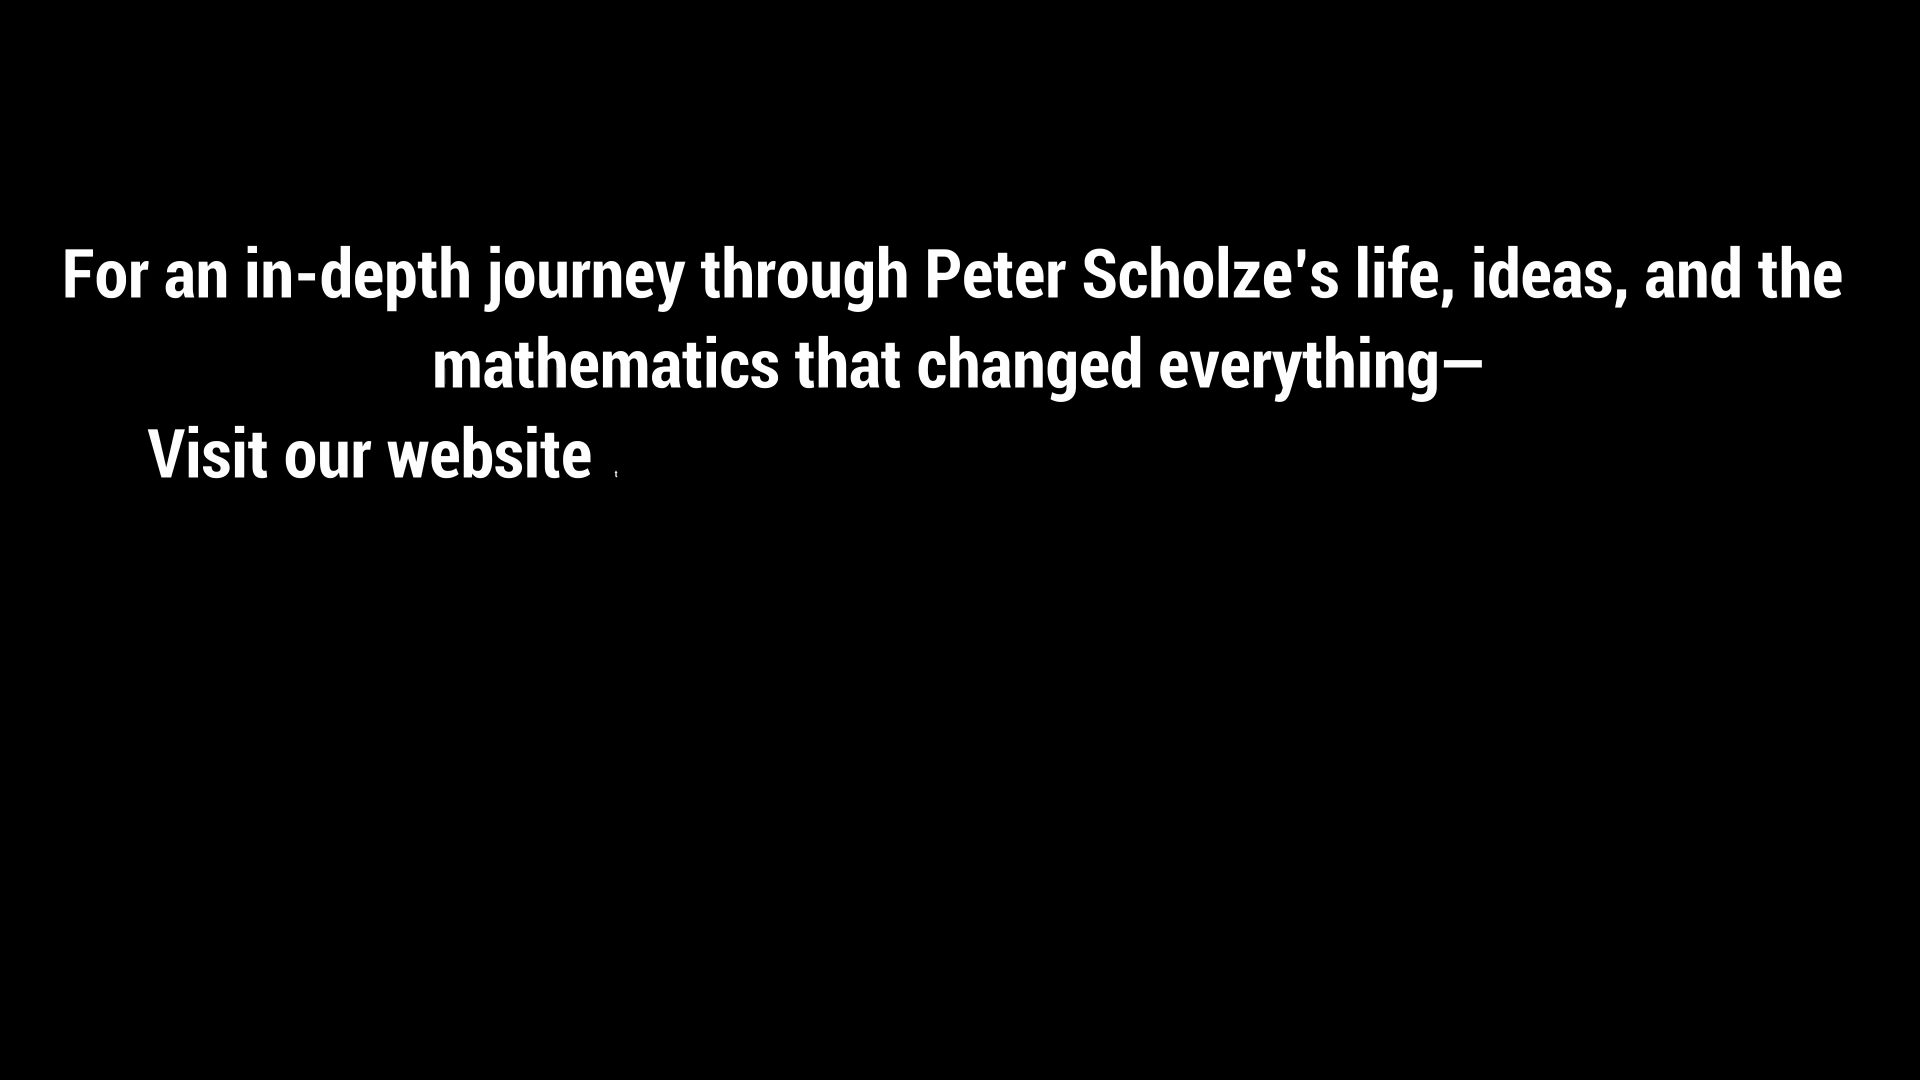 For an in-depth journey through Peter Scholze's life, ideas, and the
mathematics that changed everything—
Visit our website t